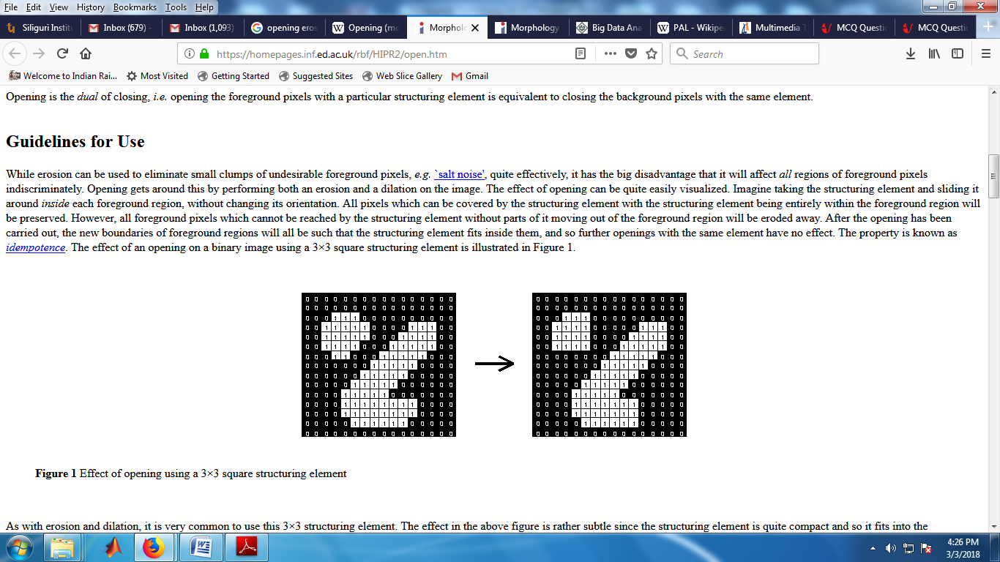 File Edit View History Bookmarks Tools Help
Siliguri Instit
Inbox (679) -
Inbox (1,093)
opening eros
Opening (mo
Morpholo
Morphology
Big Data Ana
PAL - Wikipe
Multimedia T
MCQ Questic
MCQ Questic
https://homepages.inf.ed.ac.uk/rbf/HIPR2/open.htm
Search
Welcome to Indian Rai...
Most Visited
Getting Started
Suggested Sites
Web Slice Gallery
Gmail
Opening is the dual of closing, i.e. opening the foreground pixels with a particular structuring element is equivalent to closing the background pixels with the same element.
Guidelines for Use
While erosion can be used to eliminate small clumps of undesirable foreground pixels, e.g. `salt noise', quite effectively, it has the big disadvantage that it will affect all regions of foreground pixels
indiscriminately. Opening gets around this by performing both an erosion and a dilation on the image. The effect of opening can be quite easily visualized. Imagine taking the structuring element and sliding it
around inside each foreground region, without changing its orientation. All pixels which can be covered by the structuring element with the structuring element being entirely within the foreground region will
be preserved. However, all foreground pixels which cannot be reached by the structuring element without parts of it moving out of the foreground region will be eroded away. After the opening has been
carried out, the new boundaries of foreground regions will all be such that the structuring element fits inside them, and so further openings with the same element have no effect. The property is known as
idempotence. The effect of an opening on a binary image using a 3×3 square structuring element is illustrated in Figure 1.
Figure 1 Effect of opening using a 3×3 square structuring element
As with erosion and dilation, it is very common to use this 3×3 structuring element. The effect in the above figure is rather subtle since the structuring element is quite compact and so it fits into the
4:26 PM
3/3/2018